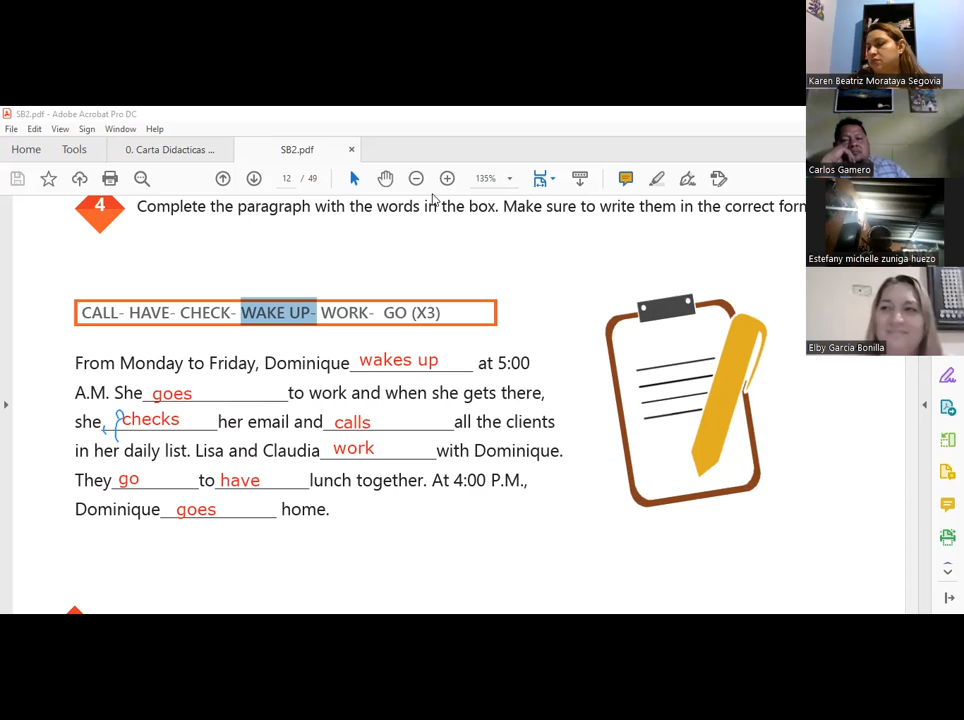 SB2.pdf - Adobe Acrobat Pro DC
File Edit View Sign Window Help
Home Tools 0. Carta Didacticas ... SB2.pdf ×
12 / 49 135%
4 Complete the paragraph with the words in the box. Make sure to write them in the correct form
CALL- HAVE- CHECK- WAKE UP- WORK- GO (X3)
From Monday to Friday, Dominique wakes up at 5:00
A.M. She goes to work and when she gets there,
she checks her email and calls all the clients
in her daily list. Lisa and Claudia work with Dominique.
They go to have lunch together. At 4:00 P.M.,
Dominique goes home.
Karen Beatriz Morataya Segovia
Carlos Gamero
Estefany michelle zuniga huezo
Elby Garcia Bonilla